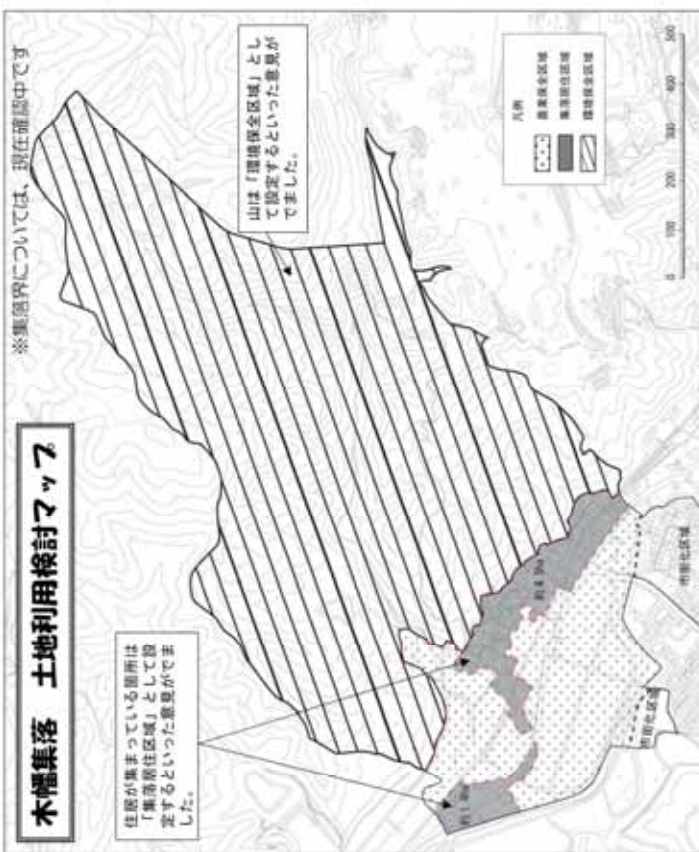 木幡集落　土地利用検討マップ
※集落界については、現在確認中です
住居が集まっている箇所は
「集落居住区域」として設
定するといった意見がでま
した。
山は「環境保全区域」とし
て設定するといった意見が
でました。
凡例
農業保全区域
集落居住区域
環境保全区域
0 100 200 300 400 500
市街化区域
市街化区域